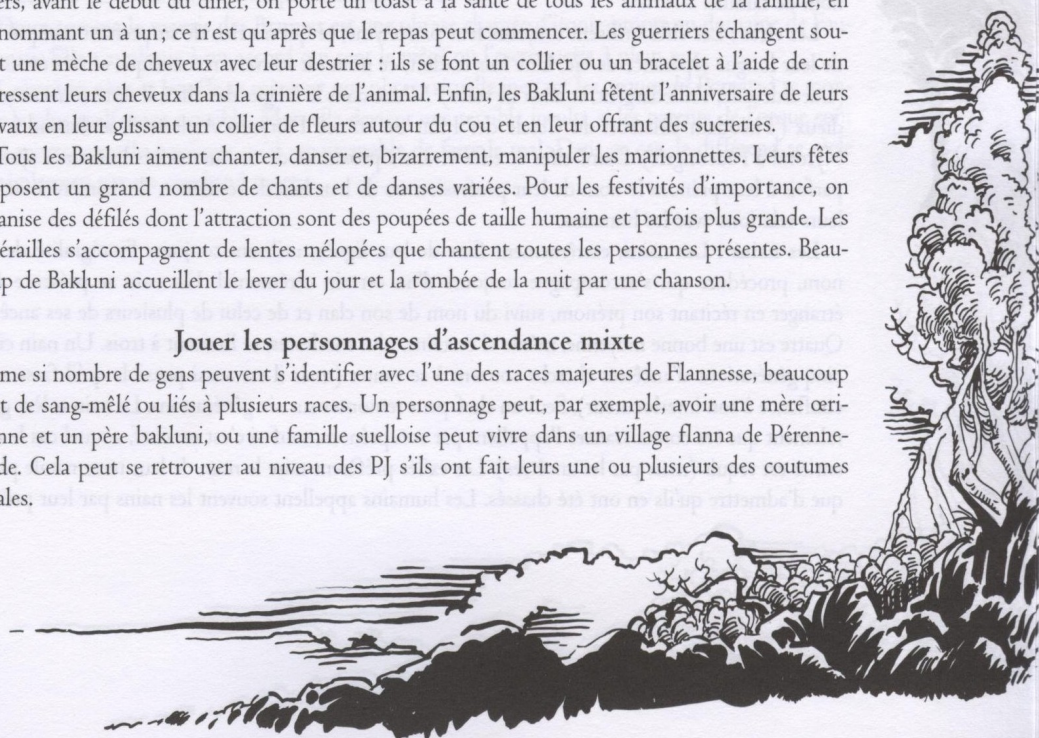 ers, avant le début du dîner, on porte un toast à la santé de tous les animaux de la famille, en
nommant un à un ; ce n'est qu'après que le repas peut commencer. Les guerriers échangent sou-
t une mèche de cheveux avec leur destrier : ils se font un collier ou un bracelet à l'aide de crin
ressent leurs cheveux dans la crinière de l'animal. Enfin, les Bakluni fêtent l'anniversaire de leur
vaux en leur glissant un collier de fleurs autour du cou et en leur offrant des sucreries.
Tous les Bakluni aiment chanter, danser et, bizarrement, manipuler les marionnettes. Leurs fêtes
posent un grand nombre de chants et de danses variées. Pour les festivités d'importance, on
anise des défilés dont l'attraction sont des poupées de taille humaine et parfois plus grande. Les
érailles s'accompagnent de lentes mélopées que chantent toutes les personnes présentes. Beau-
p de Bakluni accueillent le lever du jour et la tombée de la nuit par une chanson.
Jouer les personnages d'ascendance mixte
me si nombre de gens peuvent s'identifier avec l'une des races majeures de Flannesse, beaucoup
t de sang-mêlé ou liés à plusieurs races. Un personnage peut, par exemple, avoir une mère œri-
nne et un père bakluni, ou une famille suelloise peut vivre dans un village flanna de Pérenne
de. Cela peut se retrouver au niveau des PJ s'ils ont fait leurs une ou plusieurs des coutumes
ales.